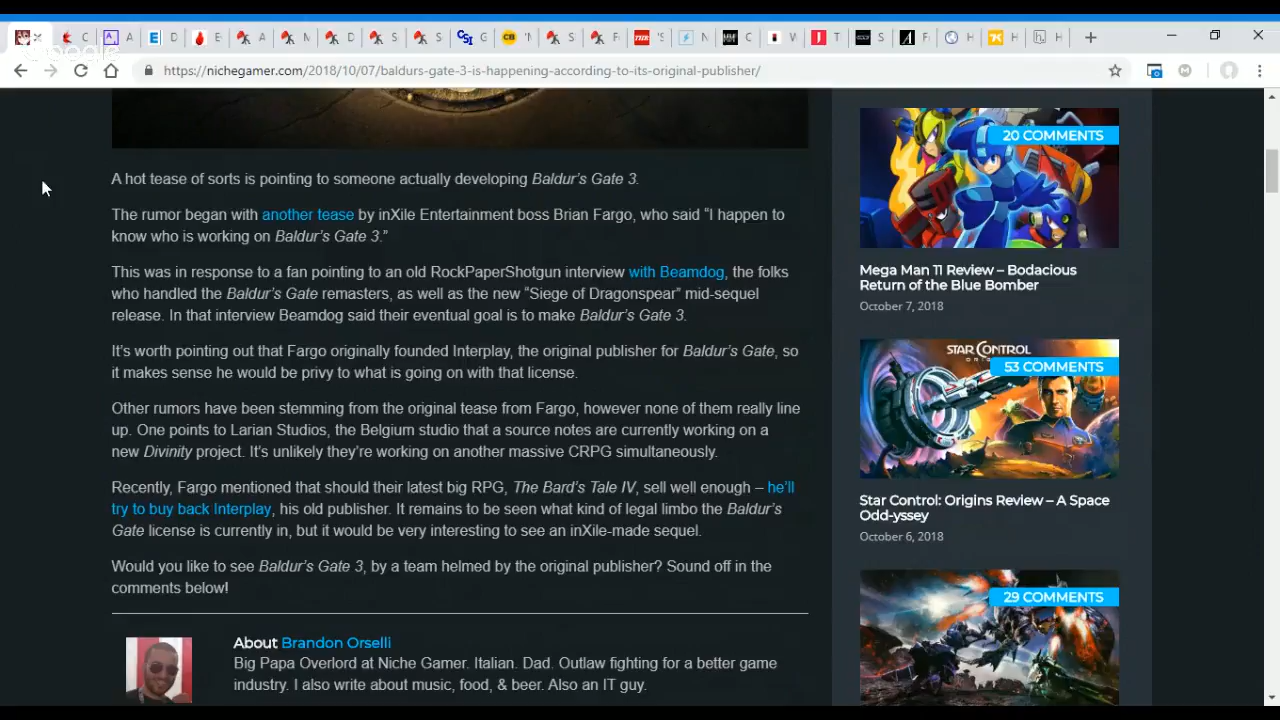 C
A
D
B
A
M
D
S
S
G
'N
S
F
'S
N
C
V
T
S
F
H
H
H
Google
https://nichegamer.com/2018/10/07/baldurs-gate-3-is-happening-according-to-its-original-publisher/
A hot tease of sorts is pointing to someone actually developing Baldur's Gate 3.
The rumor began with another tease by inXile Entertainment boss Brian Fargo, who said “I happen to
know who is working on Baldur's Gate 3.”
This was in response to a fan pointing to an old RockPaperShotgun interview with Beamdog, the folks
who handled the Baldur's Gate remasters, as well as the new “Siege of Dragonspear” mid-sequel
release. In that interview Beamdog said their eventual goal is to make Baldur's Gate 3.
It's worth pointing out that Fargo originally founded Interplay, the original publisher for Baldur's Gate, so
it makes sense he would be privy to what is going on with that license.
Other rumors have been stemming from the original tease from Fargo, however none of them really line
up. One points to Larian Studios, the Belgium studio that a source notes are currently working on a
new Divinity project. It's unlikely they're working on another massive CRPG simultaneously.
Recently, Fargo mentioned that should their latest big RPG, The Bard's Tale IV, sell well enough – he'll
try to buy back Interplay, his old publisher. It remains to be seen what kind of legal limbo the Baldur's
Gate license is currently in, but it would be very interesting to see an inXile-made sequel.
Would you like to see Baldur's Gate 3, by a team helmed by the original publisher? Sound off in the
comments below!
About Brandon Orselli
Big Papa Overlord at Niche Gamer. Italian. Dad. Outlaw fighting for a better game
industry. I also write about music, food, & beer. Also an IT guy.
20 COMMENTS
Mega Man 11 Review – Bodacious
Return of the Blue Bomber
October 7, 2018
STAR CONTROL
53 COMMENTS
Star Control: Origins Review – A Space
Odd-yssey
October 6, 2018
29 COMMENTS